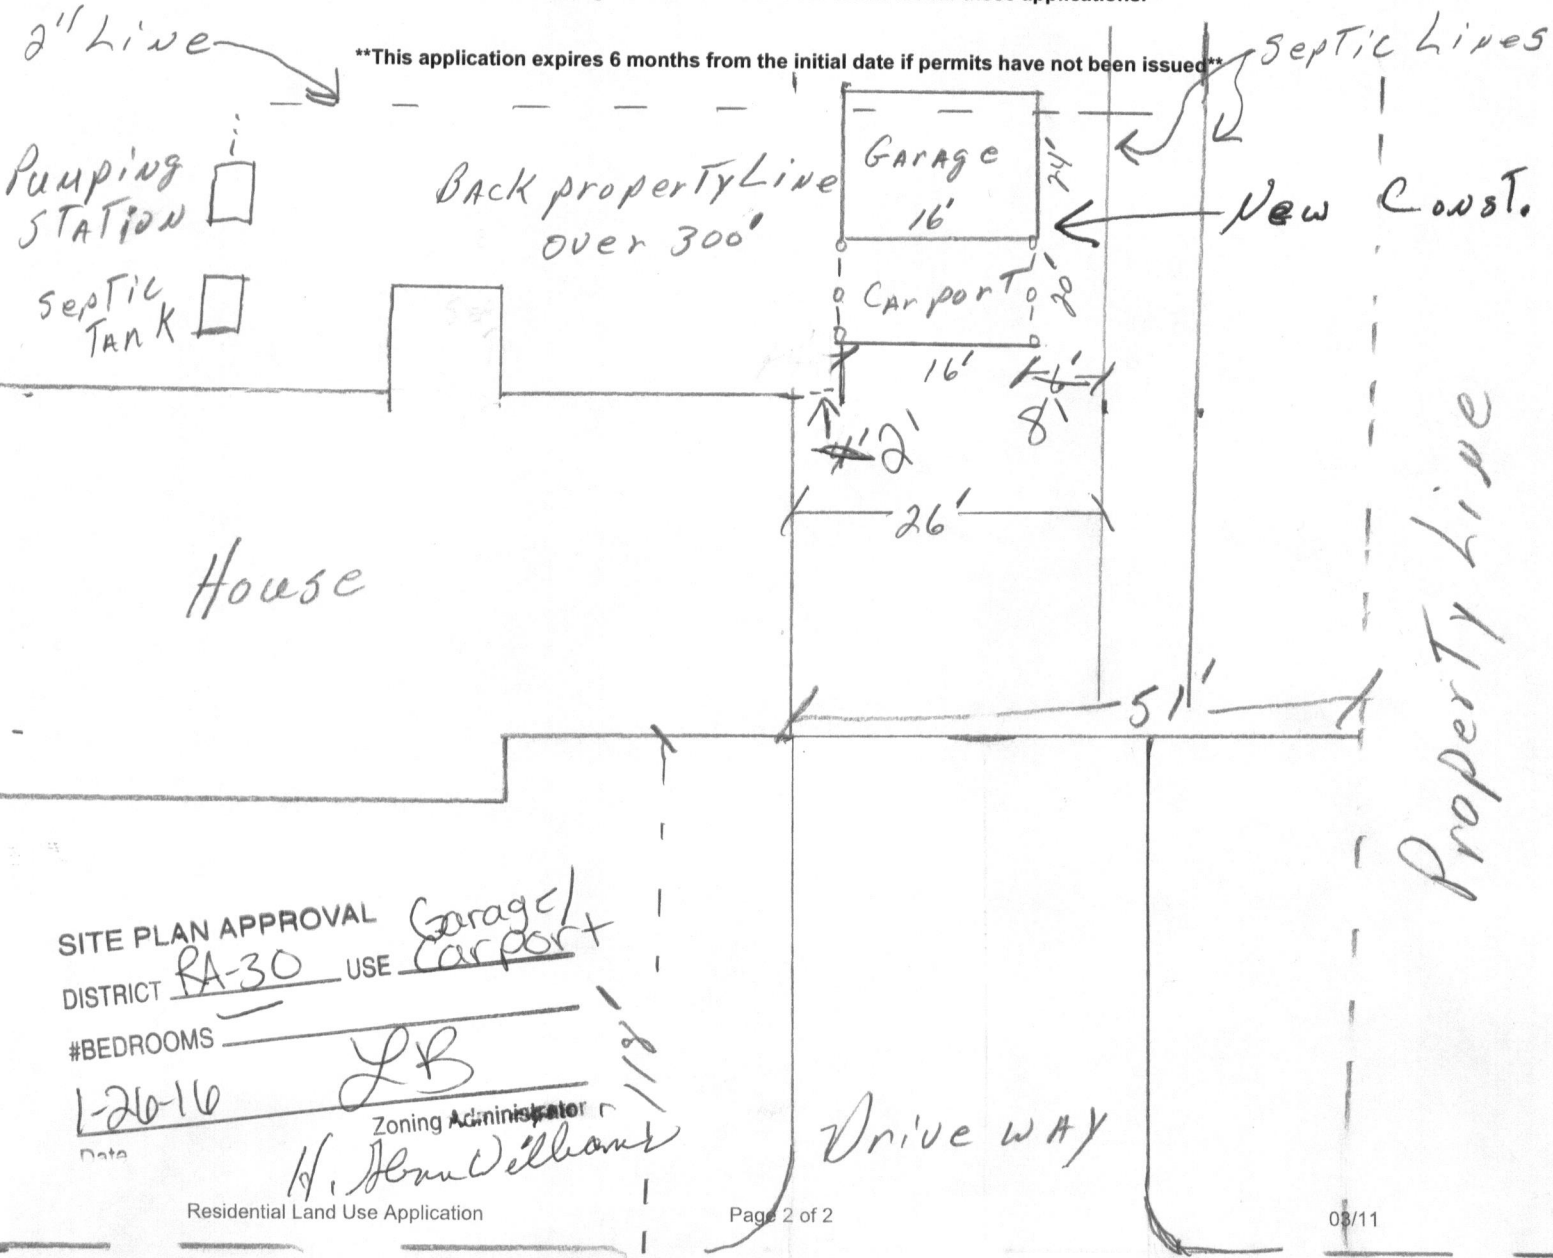 2" Line
**This application expires 6 months from the initial date if permits have not been issued**
Septic Lines
Pumping
Station
Back property Line
over 300'
Garage
24'
16'
New Const.
Septic
Tank
Carport
20'
16'
6'
8'
2'
26'
House
51'
Property Line
SITE PLAN APPROVAL
DISTRICT RA-30 USE Garage/
Carport
#BEDROOMS
118'
1-26-16 LB
Zoning Administrator
Date
Drive way
Residential Land Use Application
Page 2 of 2
03/11